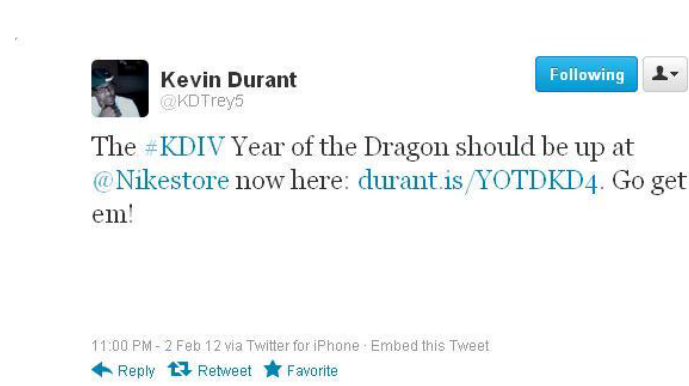 Kevin Durant
Following
@KDTrey5
The #KDIV Year of the Dragon should be up at
@Nikestore now here: durant.is/YOTDKD4. Go get
em!
11:00 PM - 2 Feb 12 via Twitter for iPhone · Embed this Tweet
Reply Retweet Favorite